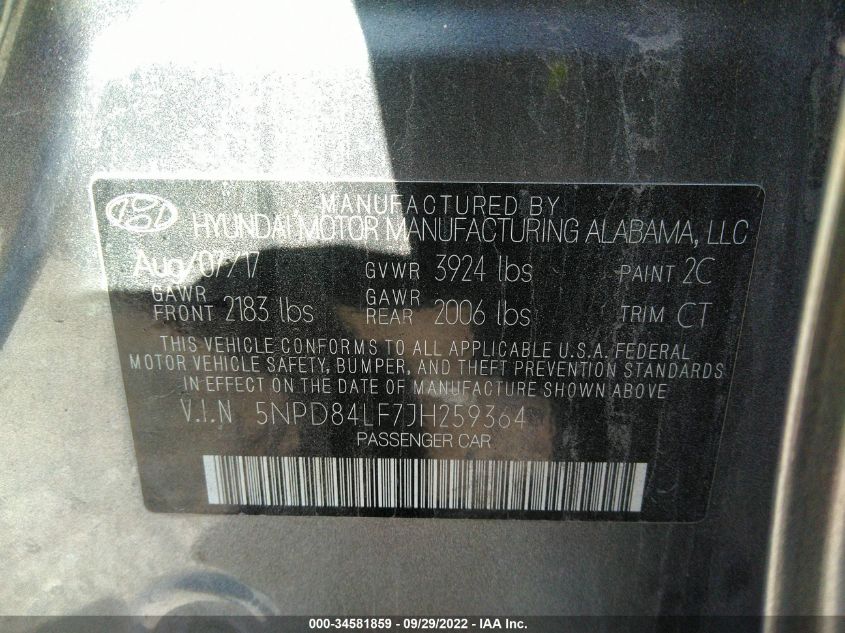 MANUFACTURED BY
HYUNDAI MOTOR MANUFACTURING ALABAMA, LLC
Aug/07/17 GVWR 3924 lbs PAINT 2C
GAWR FRONT 2183 lbs GAWR REAR 2006 lbs TRIM CT
THIS VEHICLE CONFORMS TO ALL APPLICABLE U.S.A. FEDERAL
MOTOR VEHICLE SAFETY, BUMPER, AND THEFT PREVENTION STANDARDS
IN EFFECT ON THE DATE OF MANUFACTURE SHOWN ABOVE
V.I.N 5NPD84LF7JH259364
PASSENGER CAR
000-34581859 - 09/29/2022 - IAA Inc.